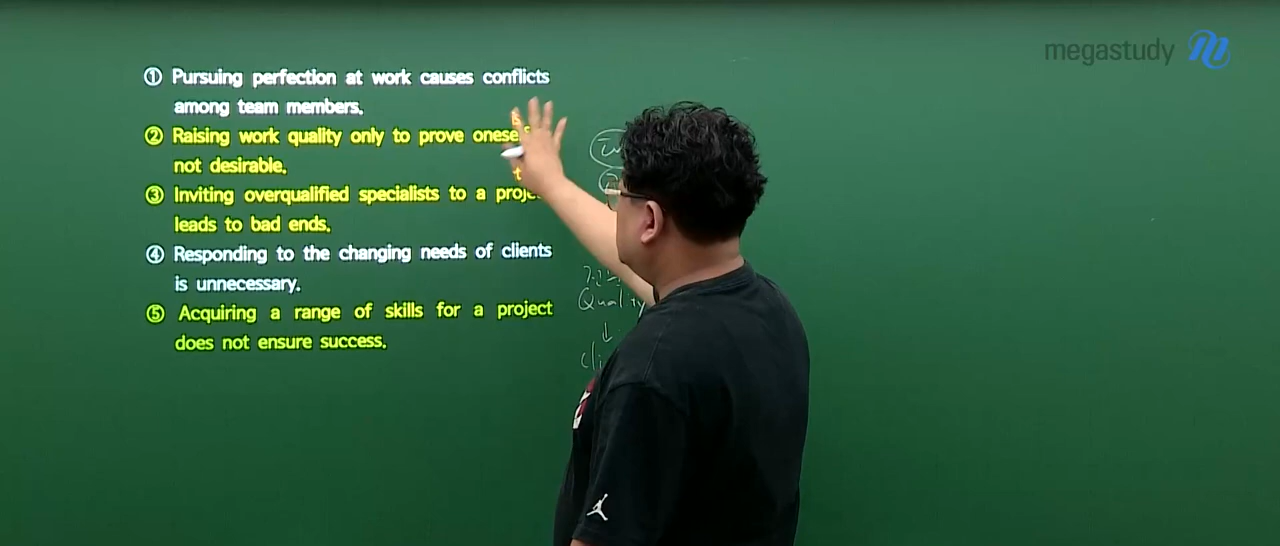 megastudy
① Pursuing perfection at work causes conflicts
among team members.
② Raising work quality only to prove
not desirable.
③ Inviting overqualified specialists to a
leads to bad ends.
④ Responding to the changing needs of clients
is unnecessary.
⑤ Acquiring a range of skills for a project
does not ensure success.
Quality
↓